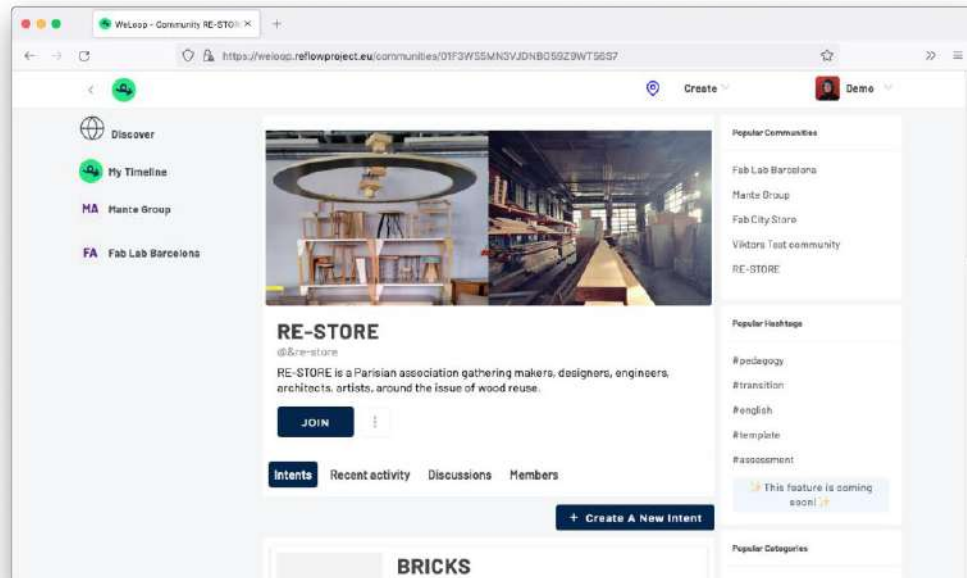 WeLoop - Community RE-STO
https://weloop.reflowproject.eu/communities/01F3WS5MN3VJDNBG59Z9WTS6S7
Create
Demo
Discover
My Timeline
MA Mante Group
FA Fab Lab Barcelona
RE-STORE
@&re-store
RE-STORE is a Parisian association gathering makers, designers, engineers,
architects, artists, around the issue of wood reuse.
JOIN
Intents Recent activity Discussions Members
+ Create A New Intent
BRICKS
Popular Communities
Fab Lab Barcelona
Mante Group
Fab City Store
Viktors Test community
RE-STORE
Popular Hashtags
#pedagogy
#transition
#english
#template
#assessment
✨This feature is coming
soon!✨
Popular Categories